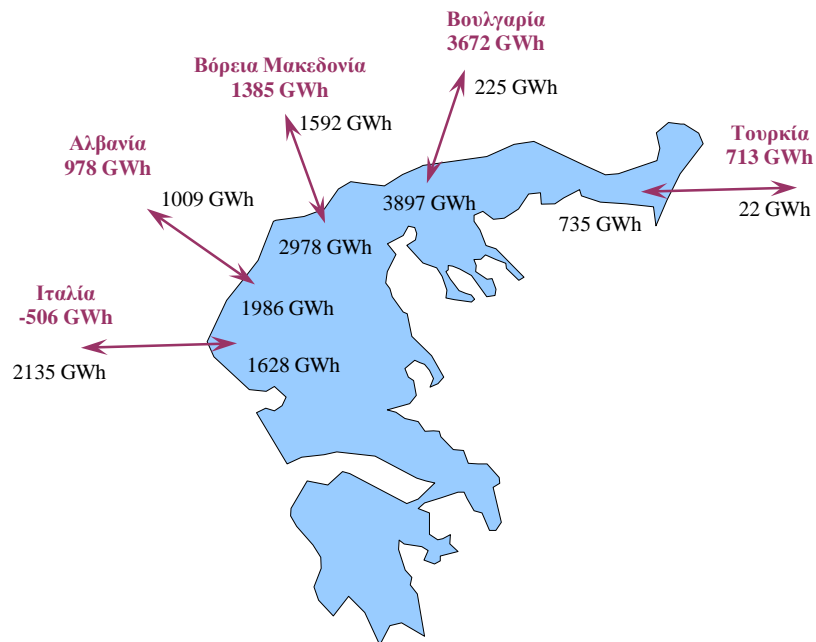 Βουλγαρία
3672 GWh
225 GWh
Βόρεια Μακεδονία
1385 GWh
1592 GWh
Αλβανία
978 GWh
1009 GWh
Τουρκία
713 GWh
22 GWh
735 GWh
3897 GWh
2978 GWh
1986 GWh
Ιταλία
-506 GWh
2135 GWh
1628 GWh